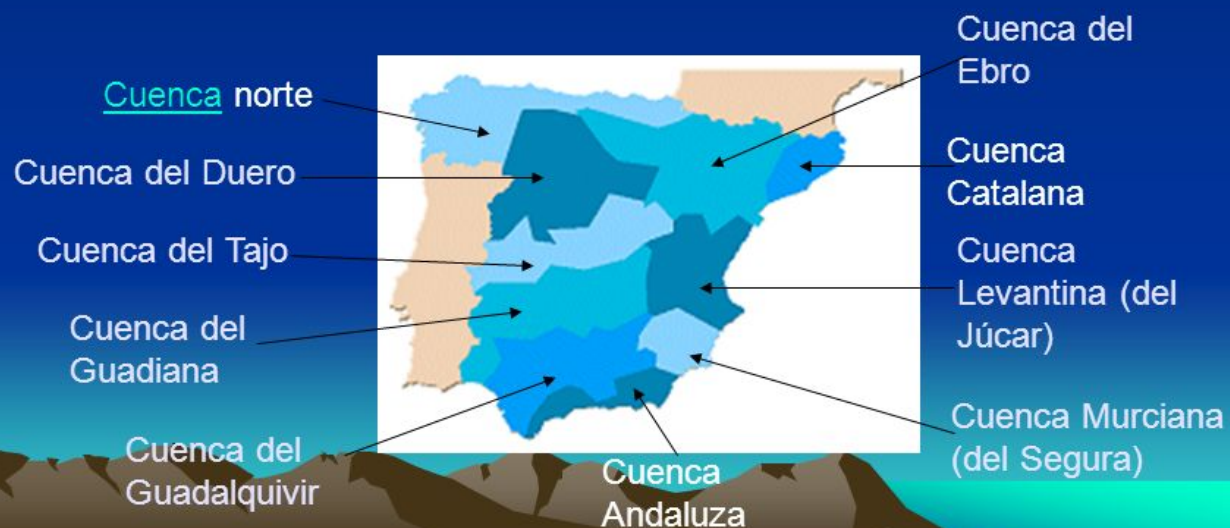 Cuenca norte
Cuenca del Duero
Cuenca del Tajo
Cuenca del
Guadiana
Cuenca del
Guadalquivir
Cuenca
Andaluza
Cuenca del
Ebro
Cuenca
Catalana
Cuenca
Levantina (del
Júcar)
Cuenca Murciana
(del Segura)